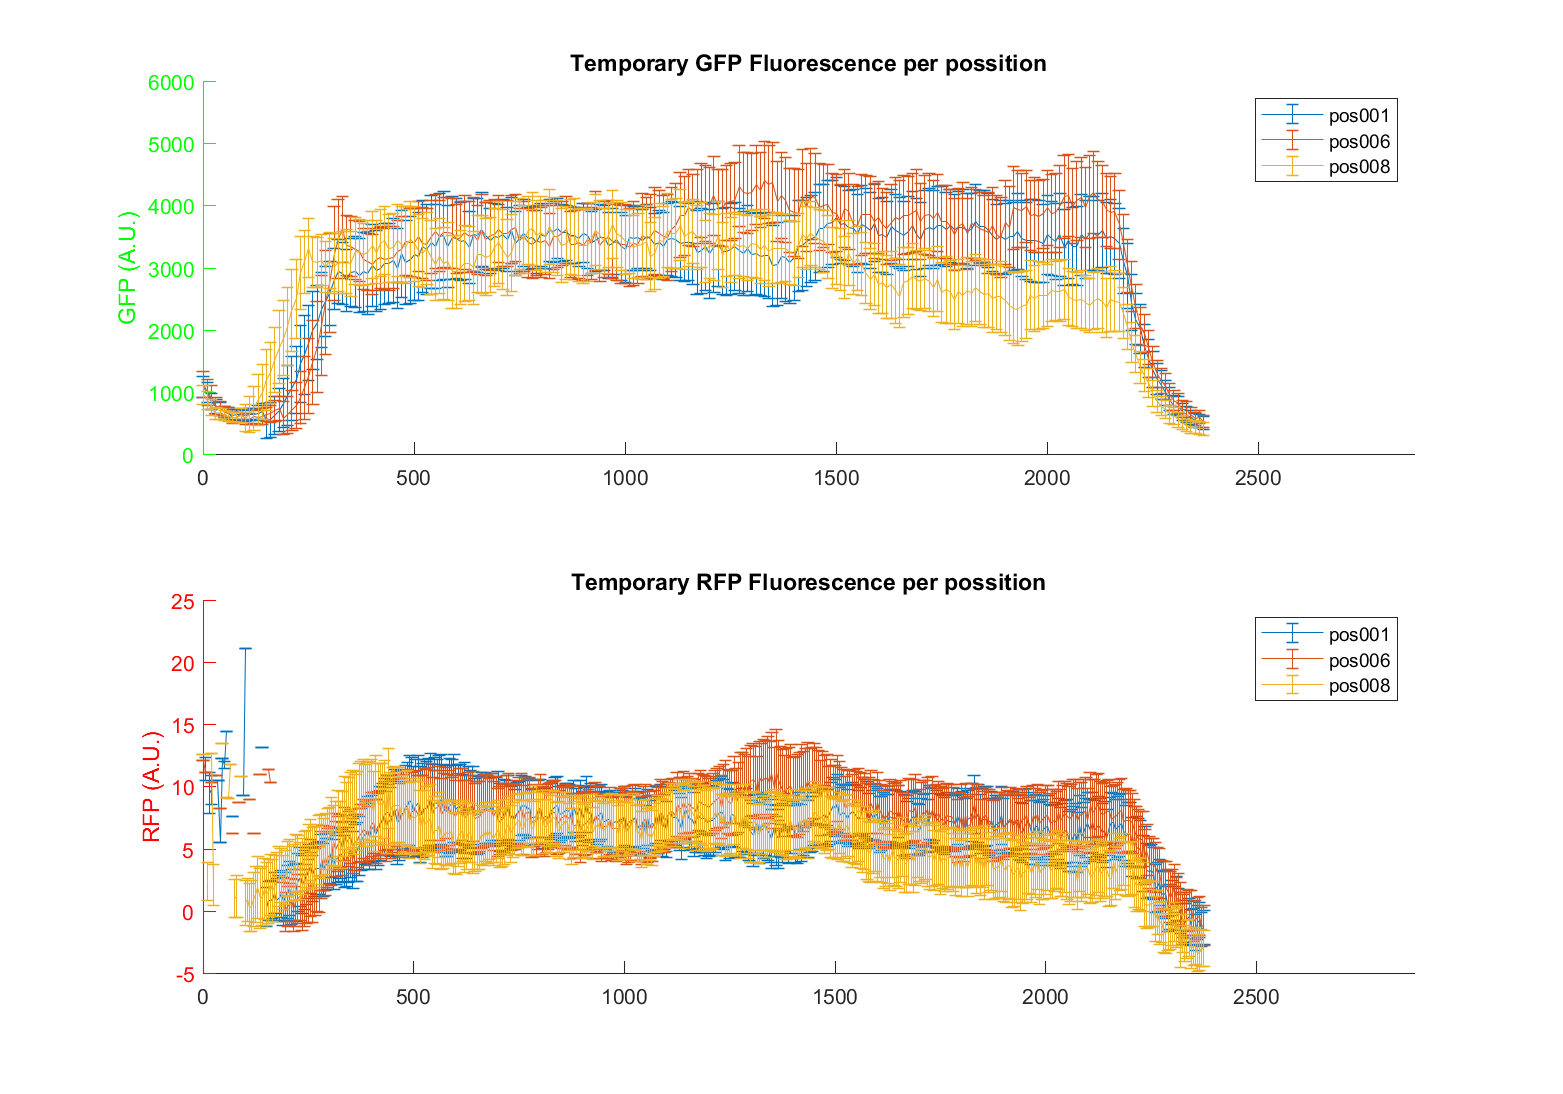 Temporary GFP Fluorescence per possition
6000
5000
4000
3000
2000
1000
0
GFP (A.U.)
0 500 1000 1500 2000 2500
pos001
pos006
pos008
Temporary RFP Fluorescence per possition
25
20
15
10
5
0
-5
RFP (A.U.)
0 500 1000 1500 2000 2500
pos001
pos006
pos008